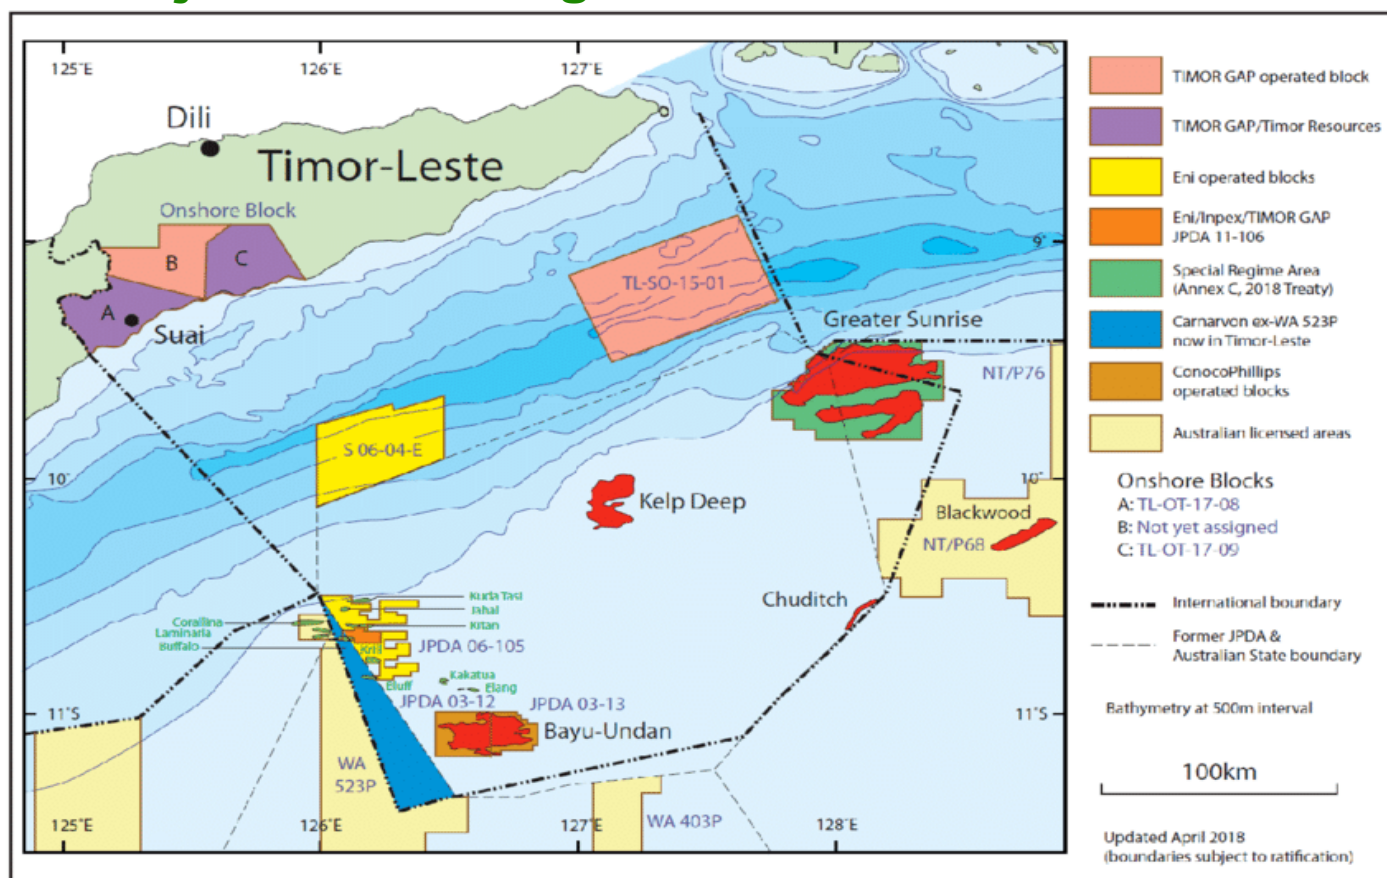 125°E
126°E
127°E
Dili
Timor-Leste
Onshore Block
B
C
A
Suai
TL-SO-15-01
9°
Greater Sunrise
NT/P76
S 06-04-E
10°
10°
Kelp Deep
Blackwood
NT/P68
Chuditch
Kuda Tasi
Jahal
Kitan
Corallina
Laminaria
Buffalo
Krill
JPDA 06-105
Kakatua
Elang
Bluff
JPDA 03-12
JPDA 03-13
Bayu-Undan
11°S
11°S
WA
523P
WA 403P
125°E
126°E
127°E
128°E
TIMOR GAP operated block
TIMOR GAP/Timor Resources
Eni operated blocks
Eni/Inpex/TIMOR GAP
JPDA 11-106
Special Regime Area
(Annex C, 2018 Treaty)
Carnarvon ex-WA 523P
now in Timor-Leste
ConocoPhillips
operated blocks
Australian licensed areas
Onshore Blocks
A: TL-OT-17-08
B: Not yet assigned
C: TL-OT-17-09
International boundary
Former JPDA &
Australian State boundary
Bathymetry at 500m interval
100km
Updated April 2018
(boundaries subject to ratification)